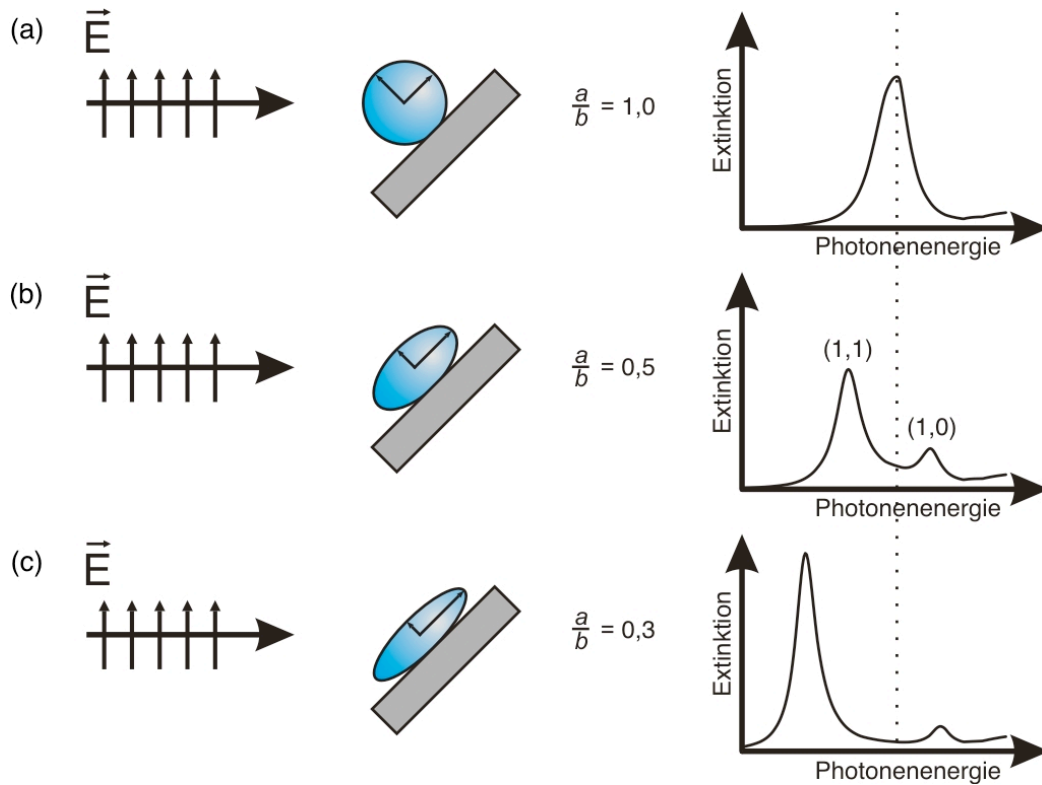 (a)
E
a/b = 1,0
Extinktion
Photonenenergie
(b)
E
a/b = 0,5
Extinktion
(1,1)
(1,0)
Photonenenergie
(c)
E
a/b = 0,3
Extinktion
Photonenenergie